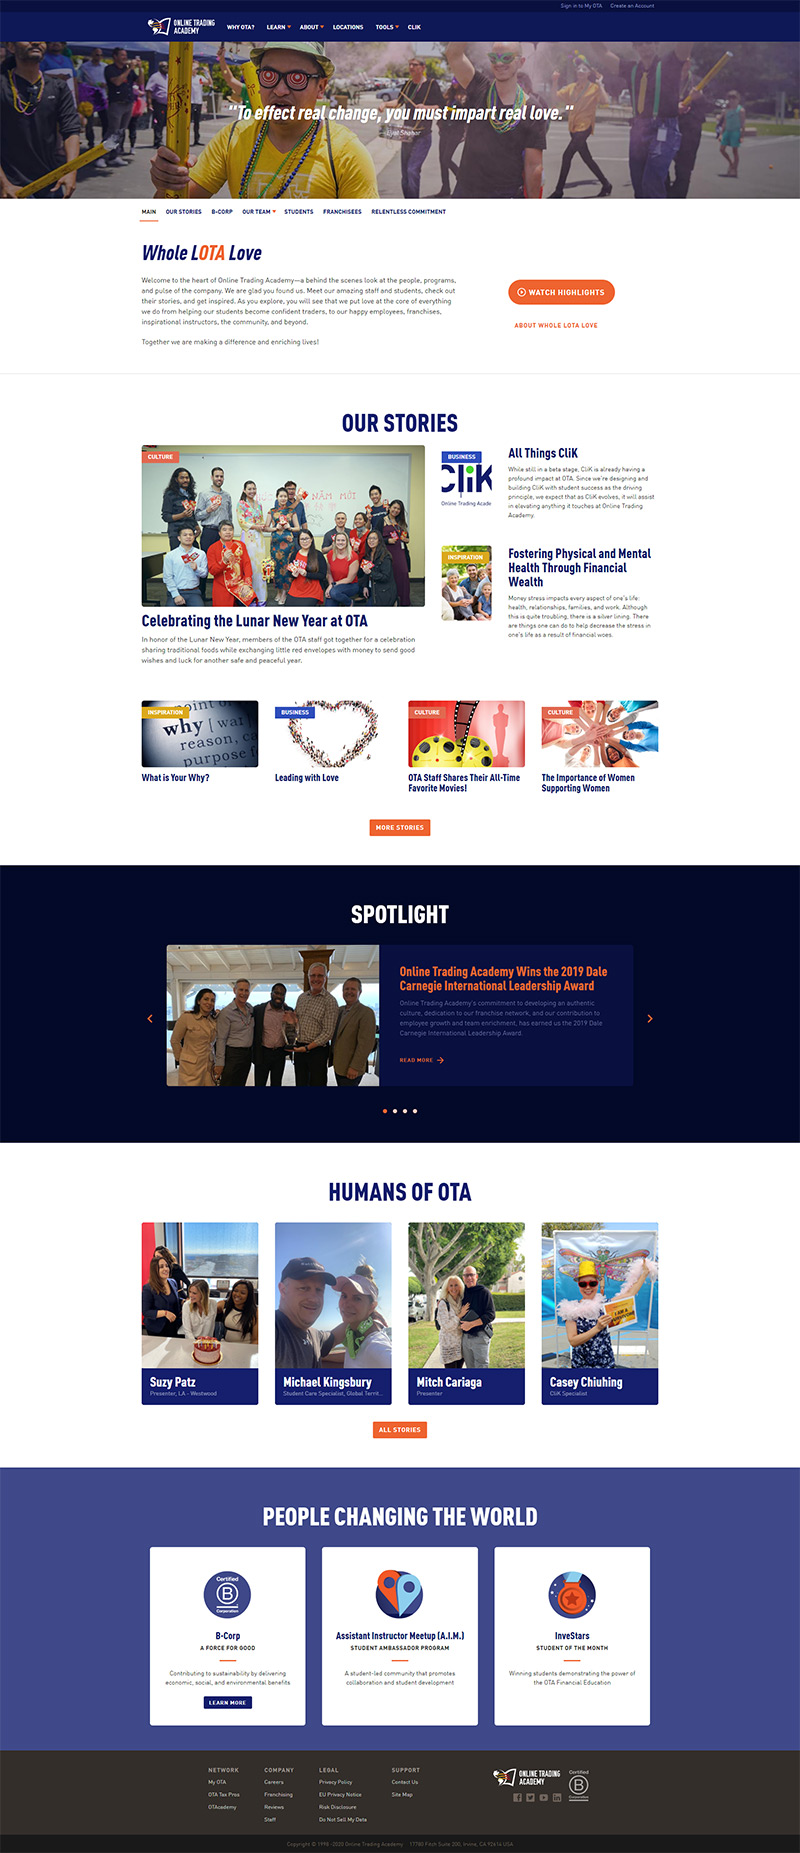 Sign in to My OTA Create an Account
ONLINE TRADING
ACADEMY
WHY OTA? LEARN ABOUT LOCATIONS TOOLS CLIK
"To effect real change, you must impart real love."
Eyal Shahar
MAIN OUR STORIES B-CORP OUR TEAM STUDENTS FRANCHISEES RELENTLESS COMMITMENT
Whole LOTA Love
Welcome to the heart of Online Trading Academy—a behind the scenes look at the people, programs,
and pulse of the company. We are glad you found us. Meet our amazing staff and students, check out
their stories, and get inspired. As you explore, you will see that we put love at the core of everything
we do from helping our students become confident traders, to our happy employees, franchises,
inspirational instructors, the community, and beyond.
Together we are making a difference and enriching lives!
WATCH HIGHLIGHTS
ABOUT WHOLE LOTA LOVE
OUR STORIES
CULTURE
NĂM MỚI
Celebrating the Lunar New Year at OTA
In honor of the Lunar New Year, members of the OTA staff got together for a celebration
sharing traditional foods while exchanging little red envelopes with money to send good
wishes and luck for another safe and peaceful year.
BUSINESS
CliK
Online Trading Acade
All Things CliK
While still in a beta stage, CliK is already having a
profound impact at OTA. Since we're designing and
building CliK with student success as the driving
principle, we expect that as CliK evolves, it will assist
in elevating anything it touches at Online Trading
Academy.
INSPIRATION
Fostering Physical and Mental
Health Through Financial
Wealth
Money stress impacts every aspect of one's life:
health, relationships, families, and work. Although
this is quite troubling, there is a silver lining. There
are things one can do to help decrease the stress in
one's life as a result of financial woes.
INSPIRATION
point of
why [wai
reason, ca
purpose fo
What is Your Why?
BUSINESS
Leading with Love
CULTURE
OTA Staff Shares Their All-Time
Favorite Movies!
CULTURE
The Importance of Women
Supporting Women
MORE STORIES
SPOTLIGHT
Online Trading Academy Wins the 2019 Dale
Carnegie International Leadership Award
Online Trading Academy's commitment to developing an authentic
culture, dedication to our franchise network, and our contribution to
employee growth and team enrichment, has earned us the 2019 Dale
Carnegie International Leadership Award.
READ MORE
HUMANS OF OTA
Suzy Patz
Presenter, LA - Westwood
Michael Kingsbury
Student Care Specialist, Global Territ...
Mitch Cariaga
Presenter
I AM A
Casey Chiuhing
CliK Specialist
ALL STORIES
PEOPLE CHANGING THE WORLD
Certified
B
Corporation
B-Corp
A FORCE FOR GOOD
Contributing to sustainability by delivering
economic, social, and environmental benefits
LEARN MORE
Assistant Instructor Meetup (A.I.M.)
STUDENT AMBASSADOR PROGRAM
A student-led community that promotes
collaboration and student development
InveStars
STUDENT OF THE MONTH
Winning students demonstrating the power of
the OTA Financial Education
NETWORK
My OTA
OTA Tax Pros
OTAcademy
COMPANY
Careers
Franchising
Reviews
Staff
LEGAL
Privacy Policy
EU Privacy Notice
Risk Disclosure
Do Not Sell My Data
SUPPORT
Contact Us
Site Map
ONLINE TRADING
ACADEMY
Certified
B
Corporation
Copyright © 1998-2020 Online Trading Academy 17780 Fitch Suite 200, Irvine, CA 92614 USA